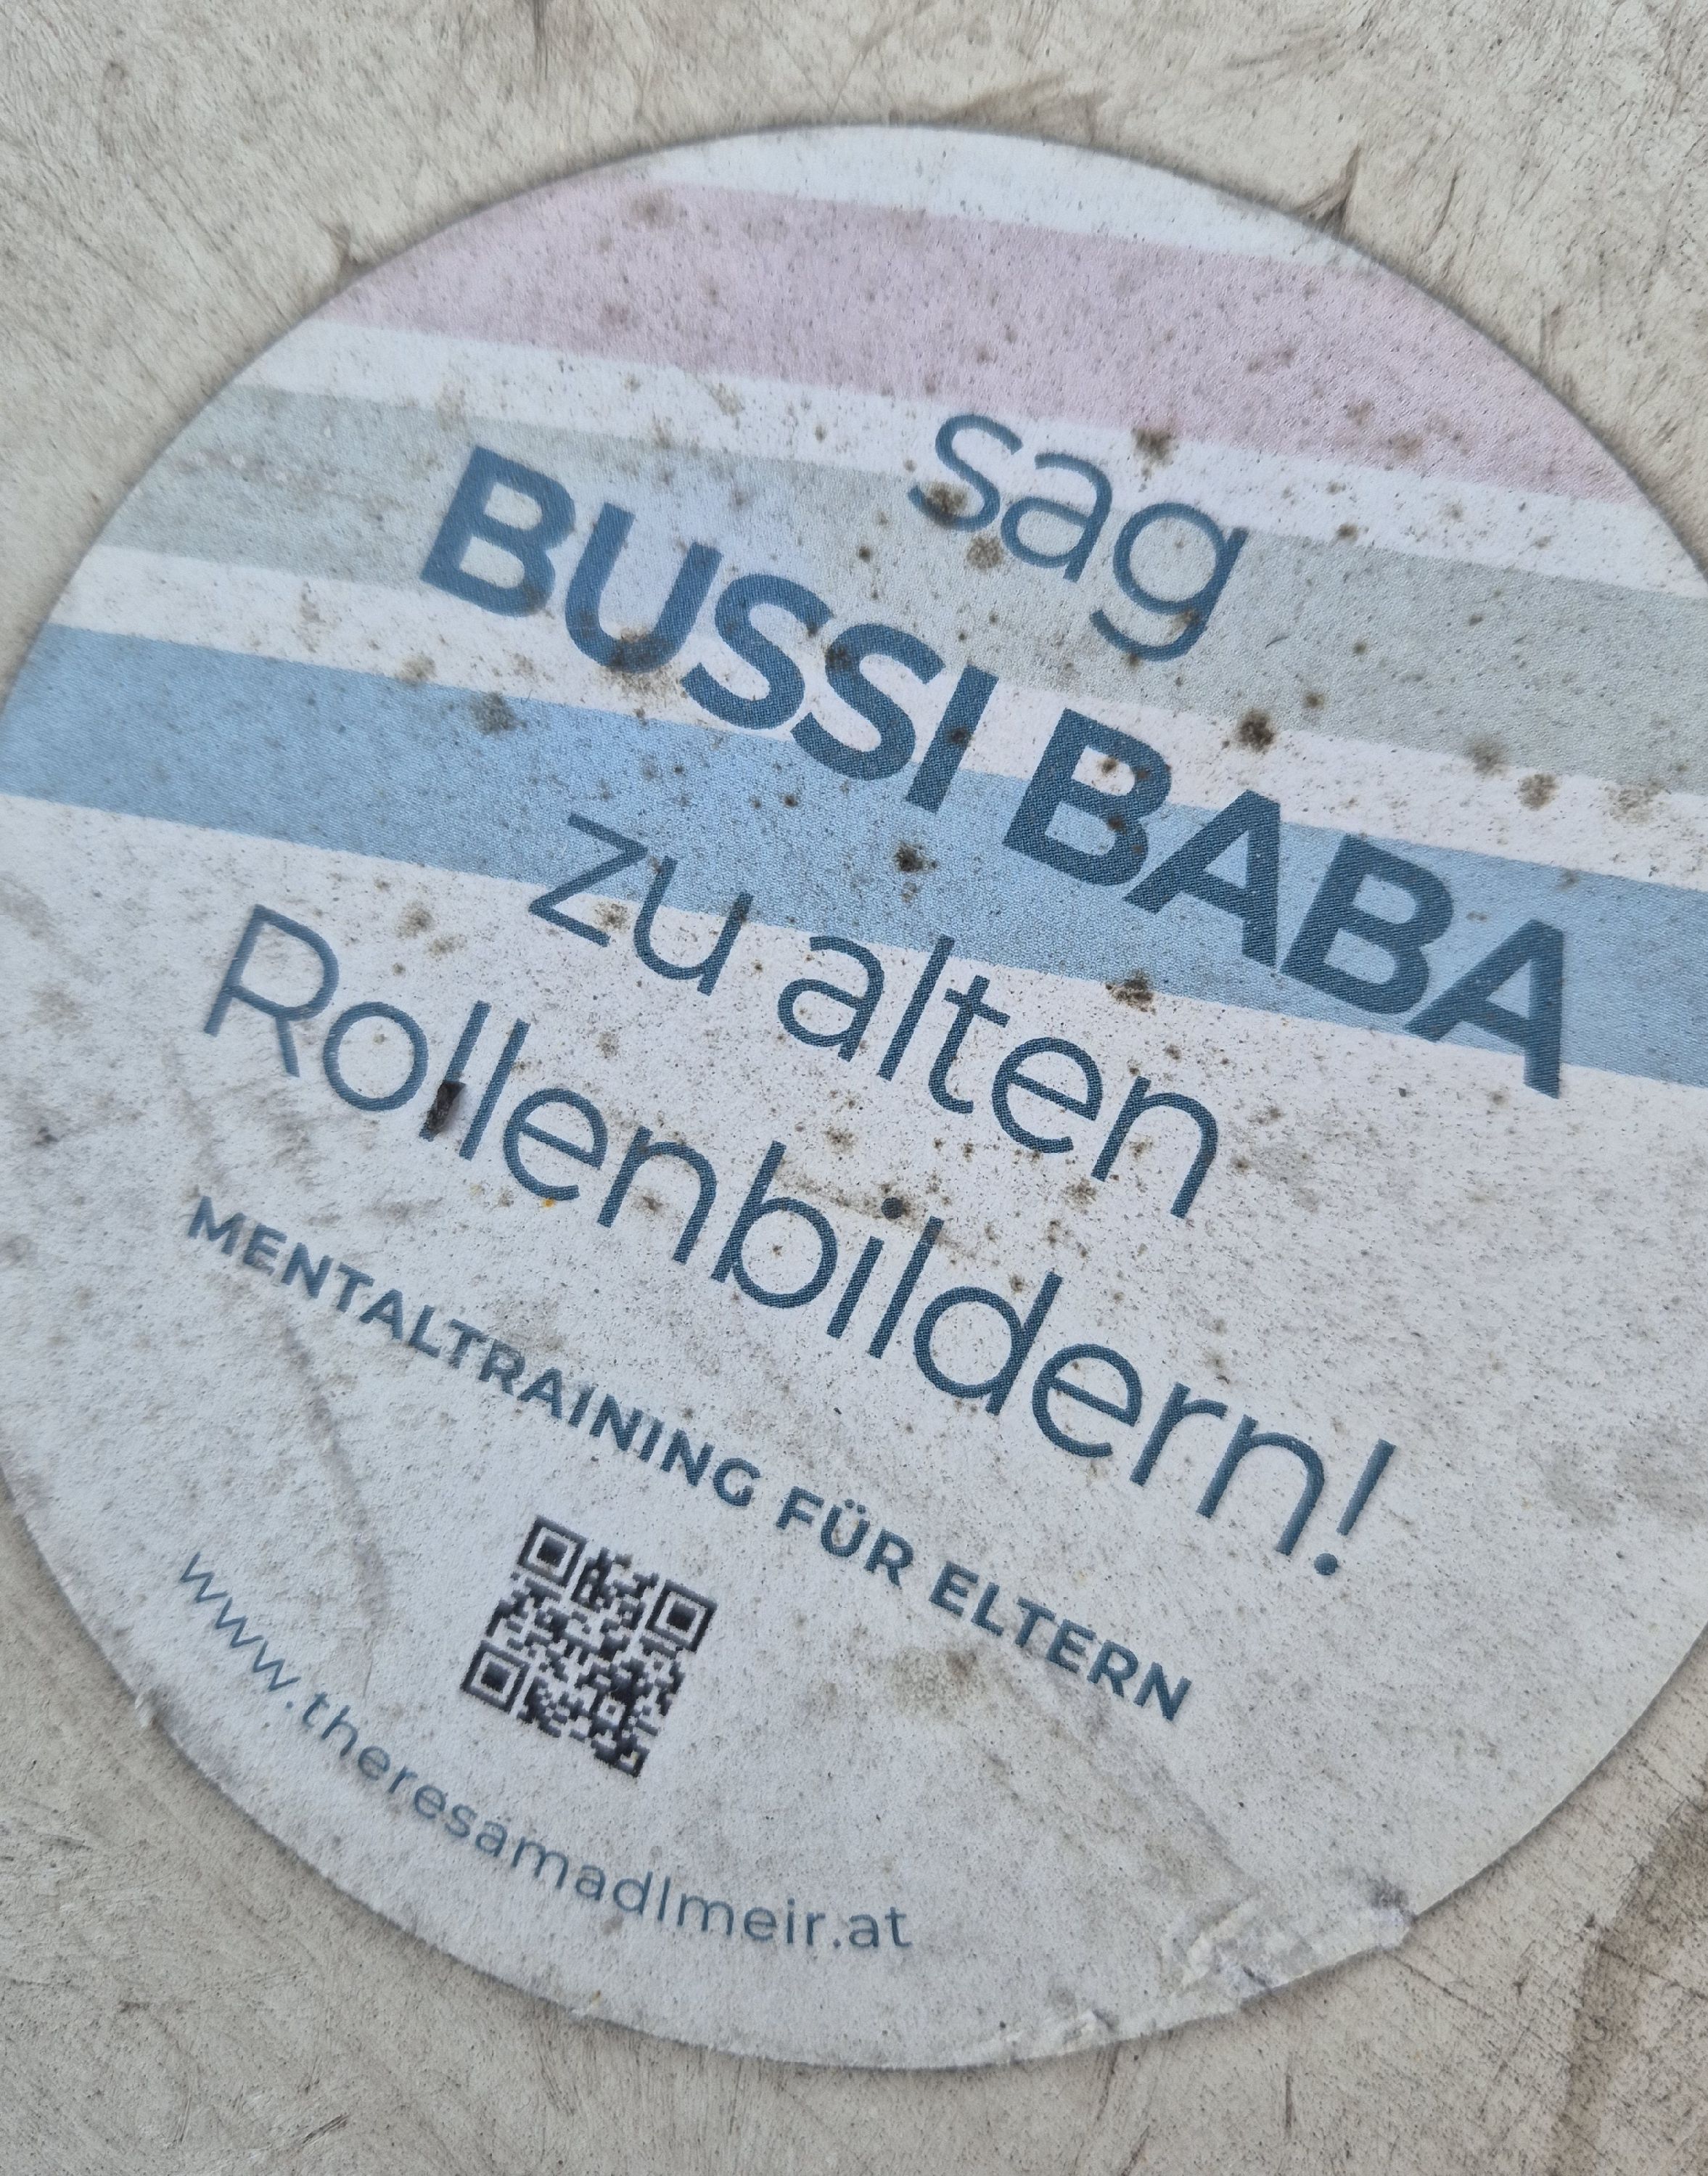 sag
BUSSI BABA
zu alten
Rollenbildern!
MENTALTRAINING FÜR ELTERN
www.theresamadlmeir.at